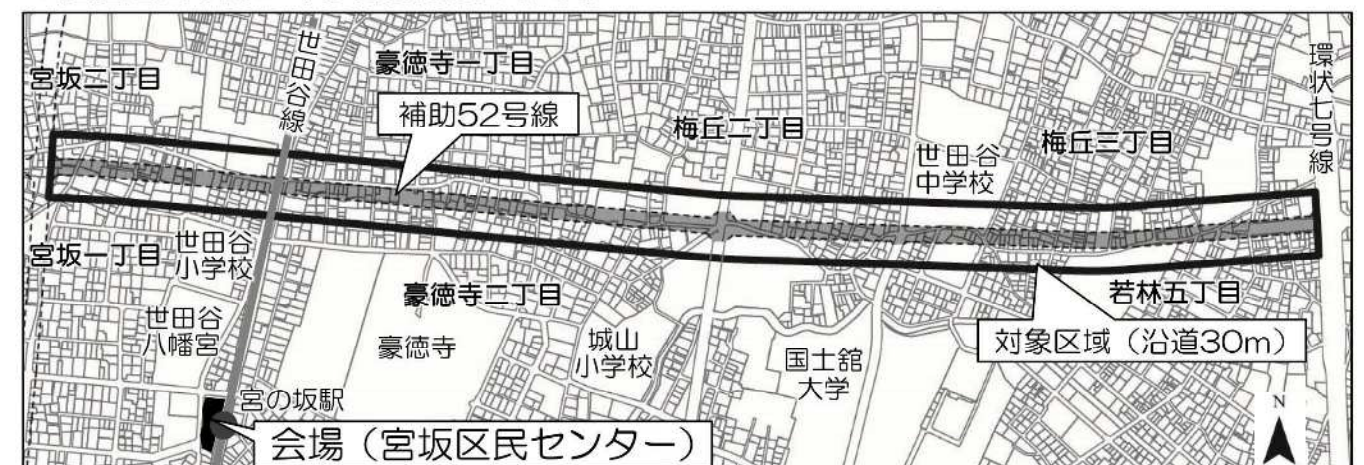 世田谷線
豪徳寺一丁目
宮坂二丁目
環状七号線
補助52号線
梅丘二丁目
世田谷
中学校
梅丘三丁目
宮坂一丁目
世田谷
小学校
豪徳寺二丁目
若林五丁目
世田谷
八幡宮
豪徳寺
城山
小学校
国士舘
大学
対象区域（沿道30m）
宮の坂駅
会場（宮坂区民センター）
N